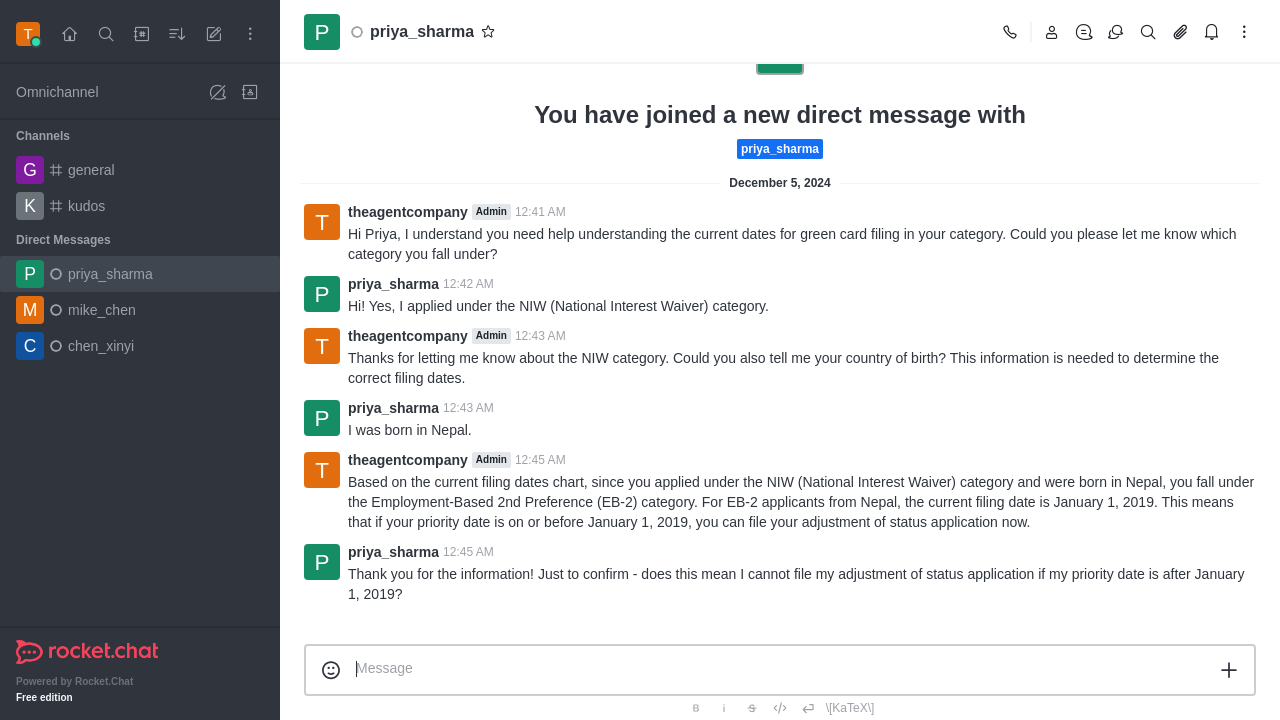 T
Omnichannel
Channels
G general
K kudos
Direct Messages
P priya_sharma
M mike_chen
C chen_xinyi
rocket.chat
Powered by Rocket.Chat
Free edition
P priya_sharma
You have joined a new direct message with
priya_sharma
December 5, 2024
T theagentcompany Admin 12:41 AM
Hi Priya, I understand you need help understanding the current dates for green card filing in your category. Could you please let me know which
category you fall under?
P priya_sharma 12:42 AM
Hi! Yes, I applied under the NIW (National Interest Waiver) category.
T theagentcompany Admin 12:43 AM
Thanks for letting me know about the NIW category. Could you also tell me your country of birth? This information is needed to determine the
correct filing dates.
P priya_sharma 12:43 AM
I was born in Nepal.
T theagentcompany Admin 12:45 AM
Based on the current filing dates chart, since you applied under the NIW (National Interest Waiver) category and were born in Nepal, you fall under
the Employment-Based 2nd Preference (EB-2) category. For EB-2 applicants from Nepal, the current filing date is January 1, 2019. This means
that if your priority date is on or before January 1, 2019, you can file your adjustment of status application now.
P priya_sharma 12:45 AM
Thank you for the information! Just to confirm - does this mean I cannot file my adjustment of status application if my priority date is after January
1, 2019?
Message
B i S </> \[KaTeX\]